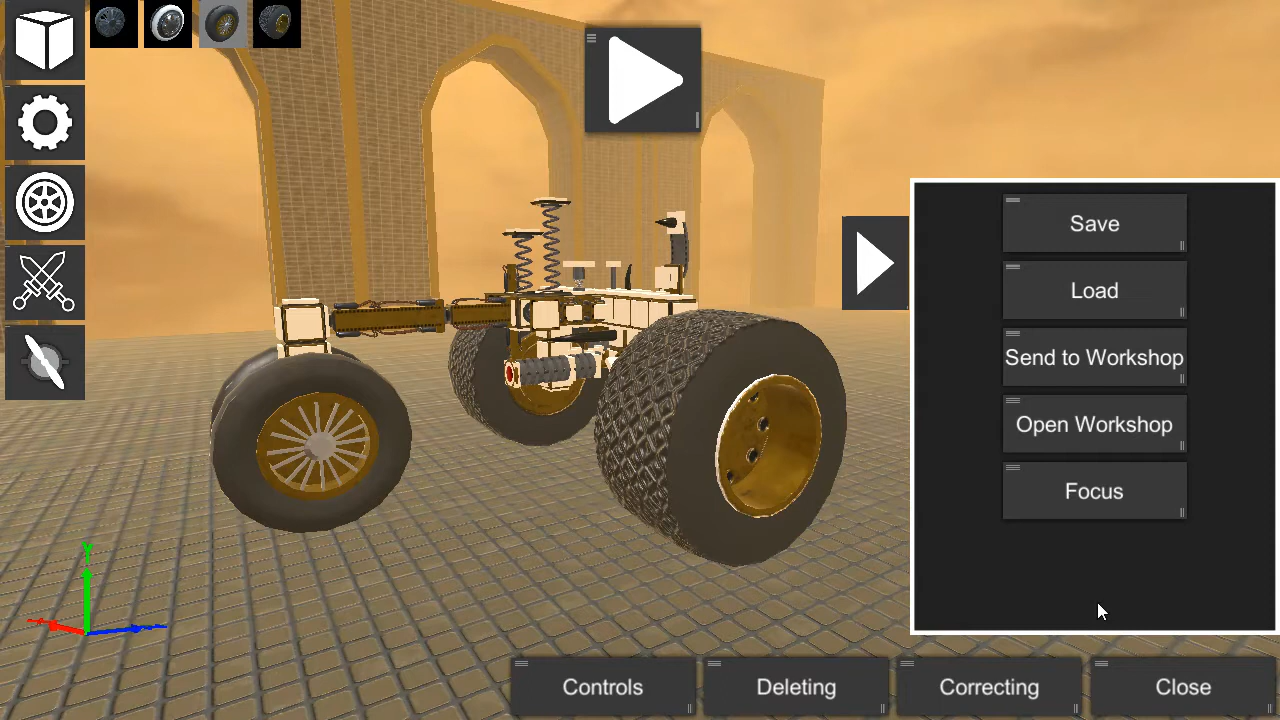 Save
Load
Send to Workshop
Open Workshop
Focus
Y
Controls
Deleting
Correcting
Close